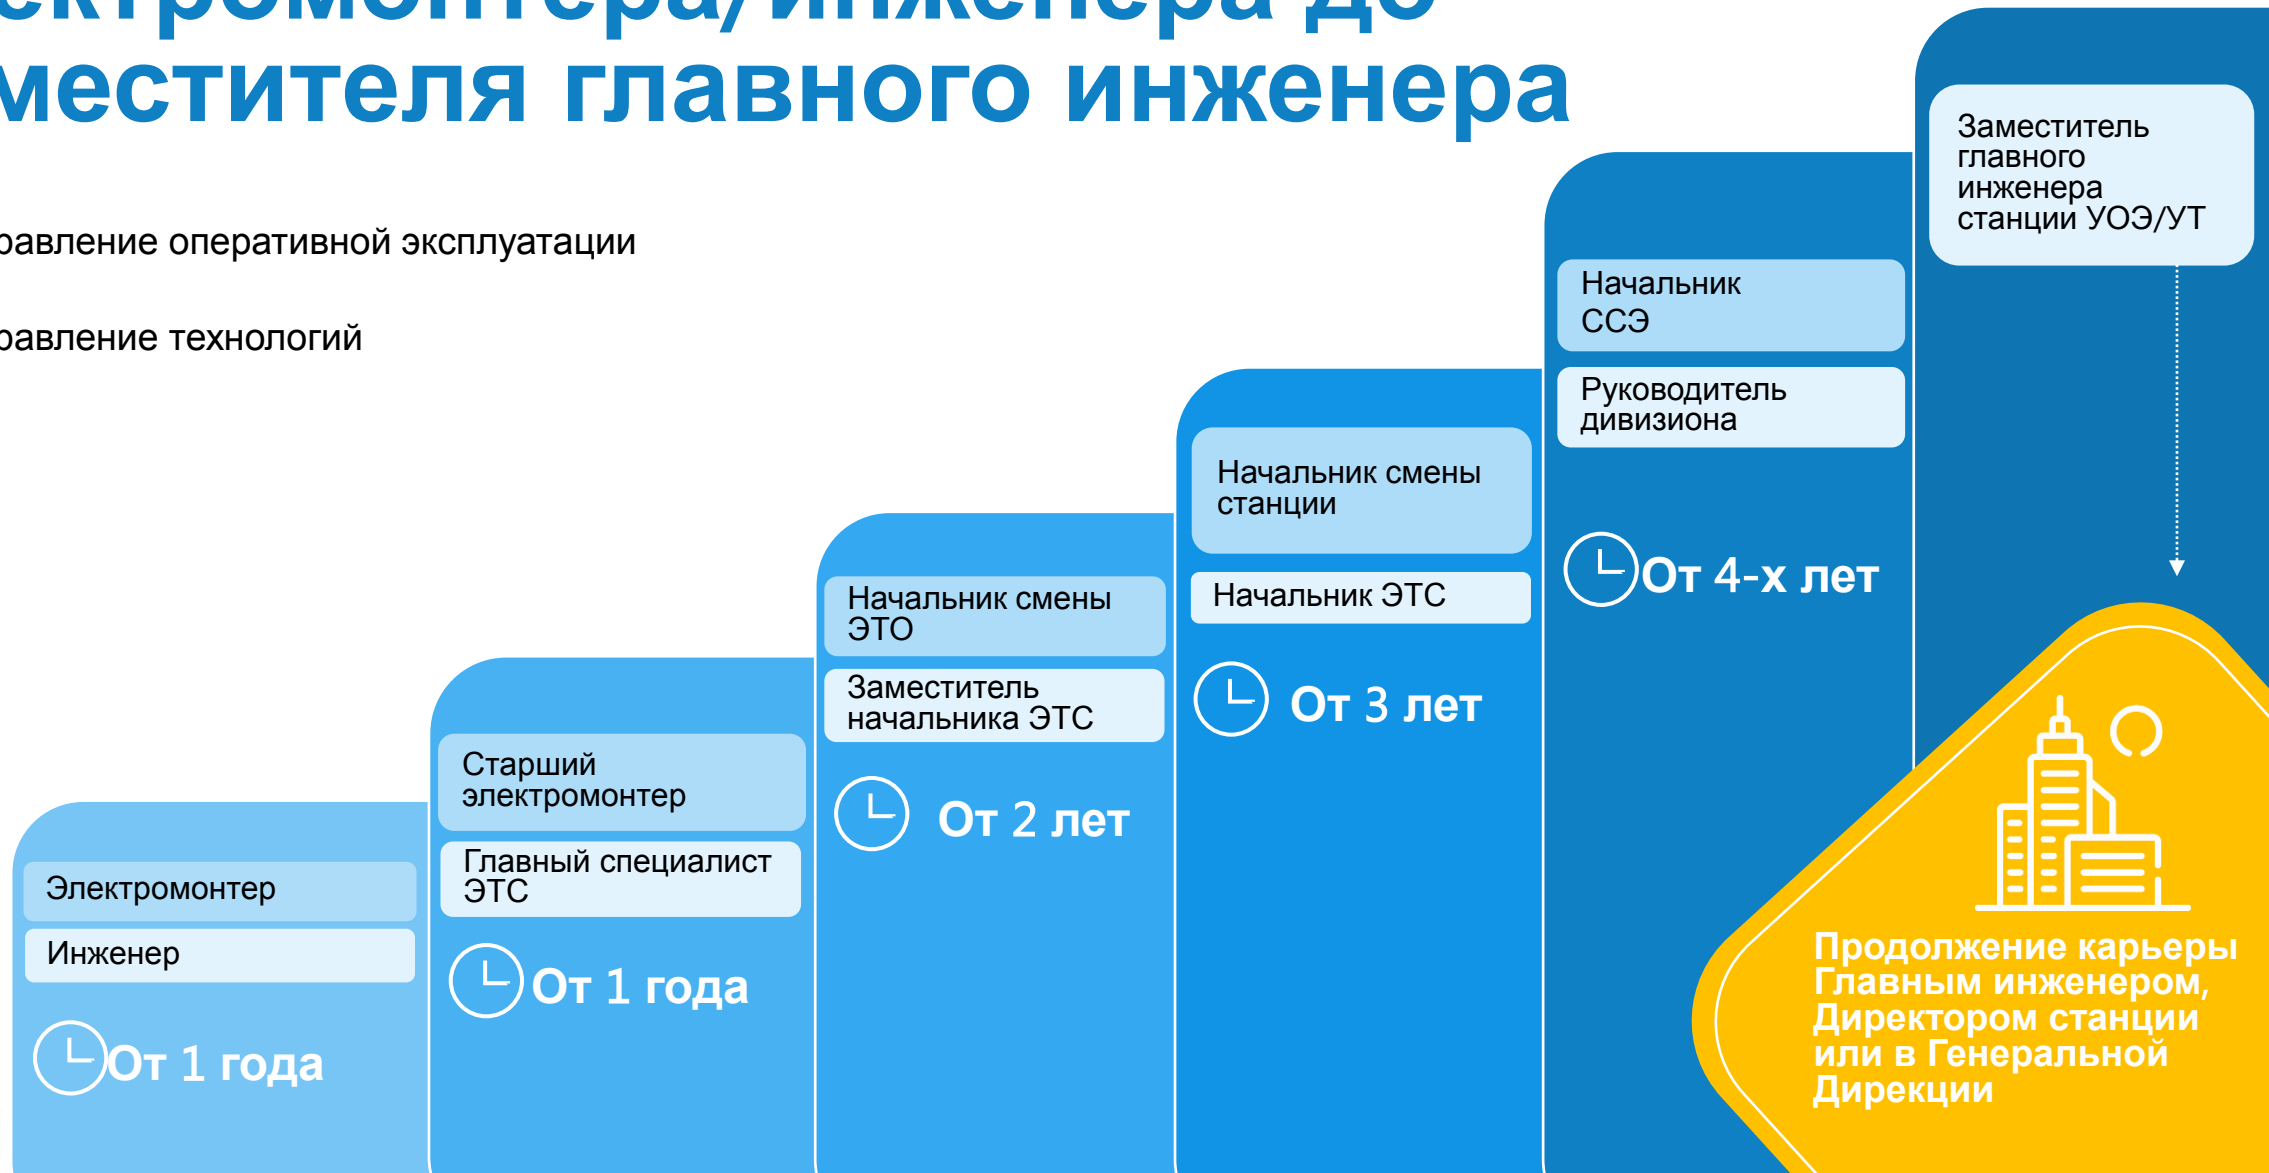 ектромонтера/инженера до
местителя главного инженера
равление оперативной эксплуатации
равление технологий
Электромонтер
Инженер
От 1 года
Старший
электромонтер
Главный специалист
ЭТС
От 1 года
Начальник смены
ЭТО
Заместитель
начальника ЭТС
От 2 лет
Начальник смены
станции
Начальник ЭТС
От 3 лет
Начальник
ССЭ
Руководитель
дивизиона
От 4-х лет
Заместитель
главного
инженера
станции УОЭ/УТ
Продолжение карьеры
Главным инженером,
Директором станции
или в Генеральной
Дирекции